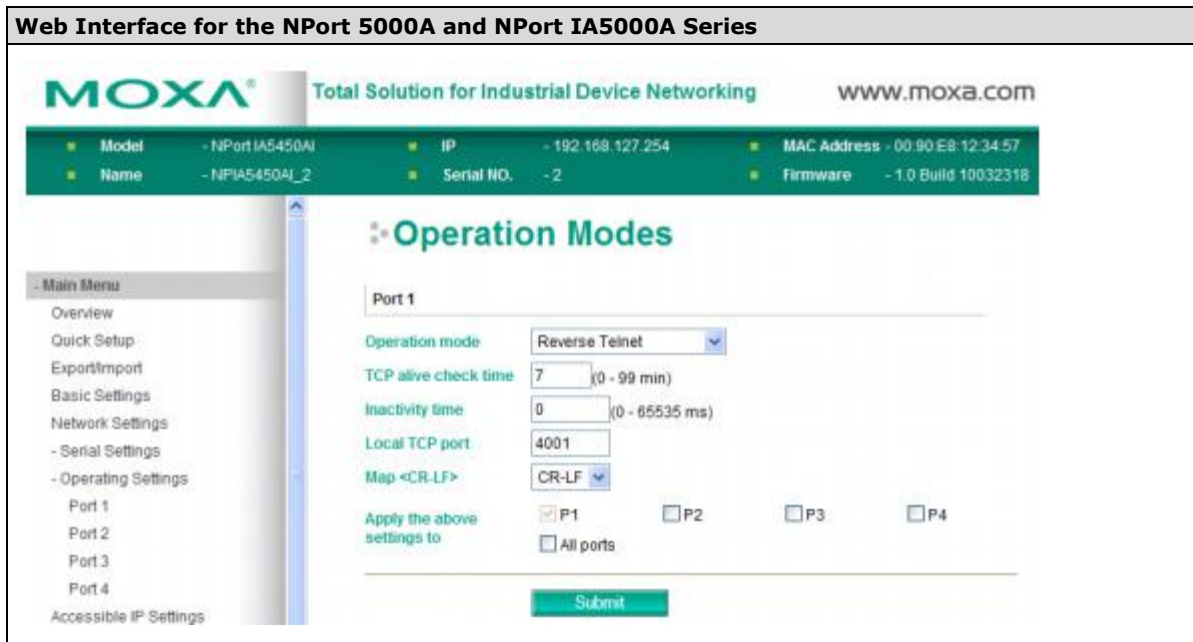 Web Interface for the NPort 5000A and NPort IA5000A Series
MOXA® Total Solution for Industrial Device Networking www.moxa.com
Model - NPort IA5450AI IP - 192.168.127.254 MAC Address - 00:90:E8:12:34:57
Name - NPIA5450AI_2 Serial NO. - 2 Firmware - 1.0 Build 10032318
Operation Modes
- Main Menu
Overview
Quick Setup
Export/Import
Basic Settings
Network Settings
- Serial Settings
- Operating Settings
Port 1
Port 2
Port 3
Port 4
Accessible IP Settings
Port 1
Operation mode Reverse Telnet
TCP alive check time 7 (0 - 99 min)
Inactivity time 0 (0 - 65535 ms)
Local TCP port 4001
Map <CR-LF> CR-LF
Apply the above settings to P1 P2 P3 P4
All ports
Submit